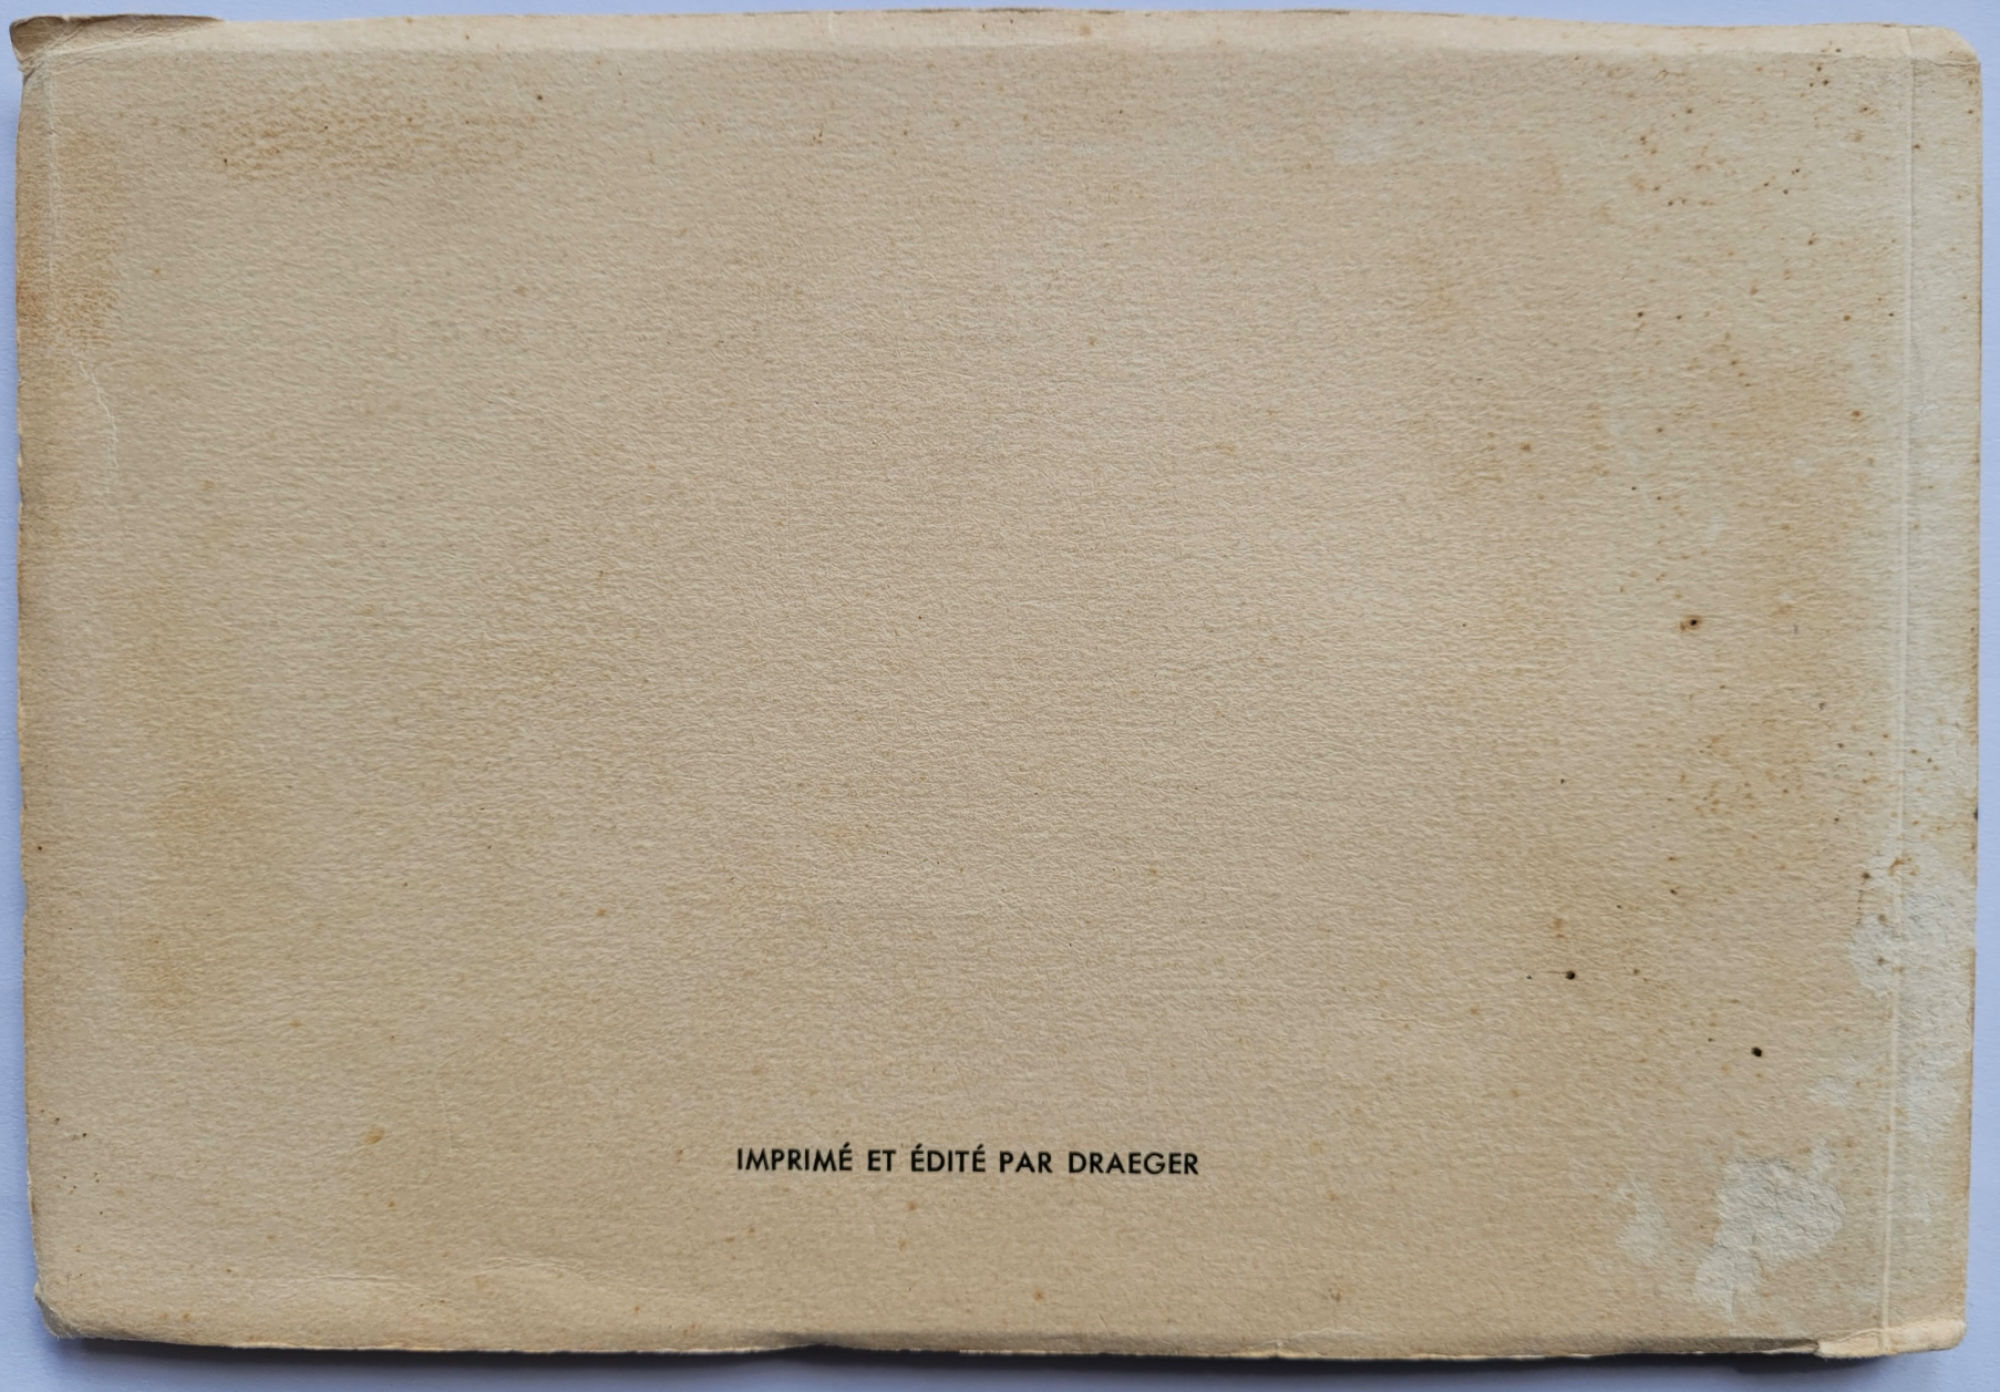 IMPRIMÉ ET ÉDITÉ PAR DRAEGER